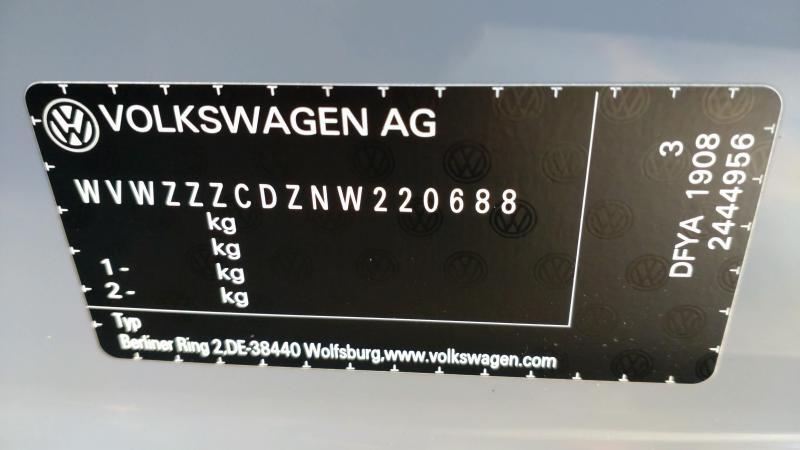 VOLKSWAGEN AG
WVWZZZCDZNW220688
kg
kg
1- kg
2- kg
Typ
Berliner Ring 2,DE-38440 Wolfsburg,www.volkswagen.com
3
DFYA 1908
2444956